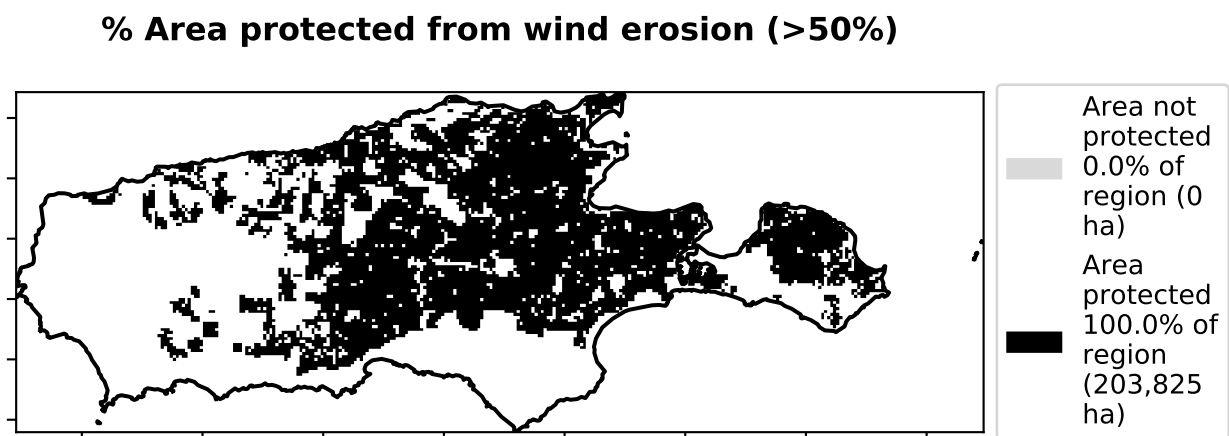 % Area protected from wind erosion (>50%)
Area not
protected
0.0% of
region (0
ha)
Area
protected
100.0% of
region
(203,825
ha)